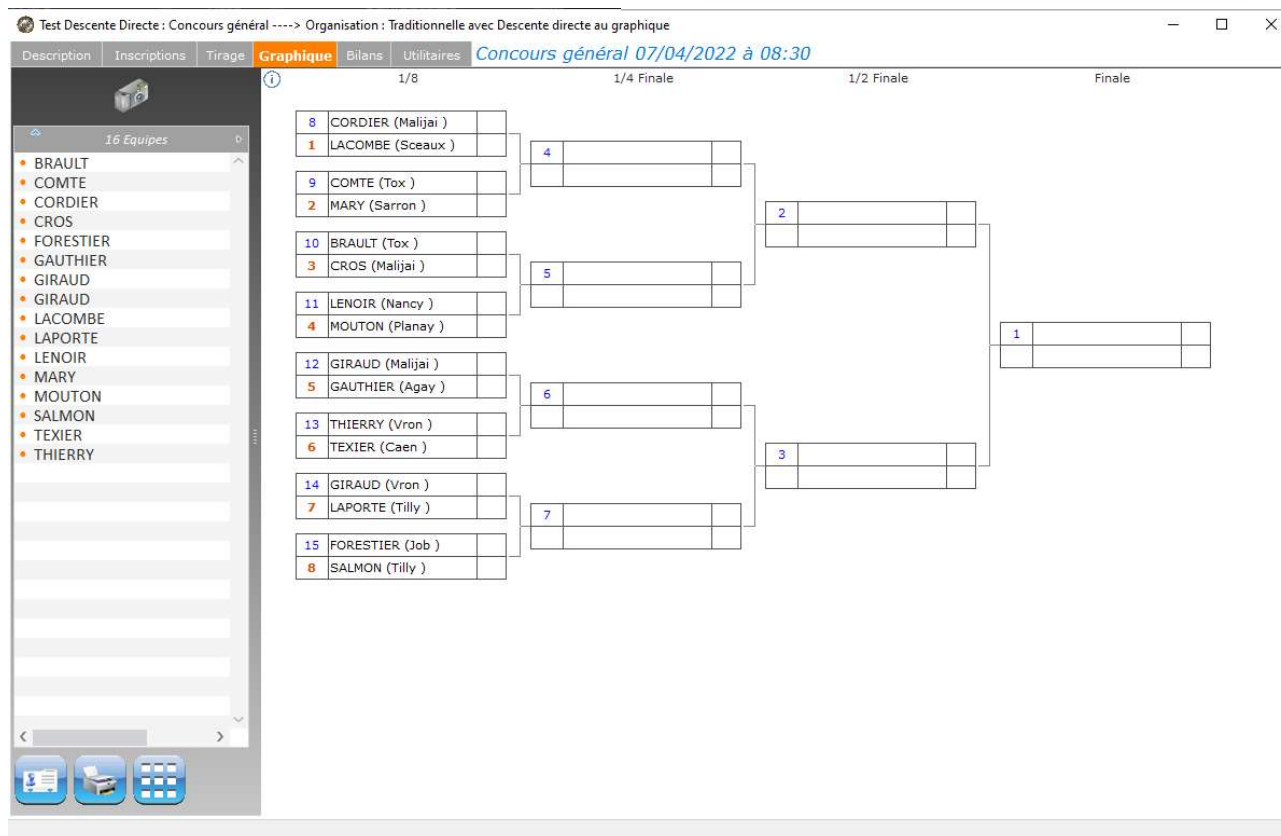 Test Descente Directe : Concours général ----> Organisation : Traditionnelle avec Descente directe au graphique
Description Inscriptions Tirage Graphique Bilans Utilitaires Concours général 07/04/2022 à 08:30
16 Equipes
BRAULT
COMTE
CORDIER
CROS
FORESTIER
GAUTHIER
GIRAUD
GIRAUD
LACOMBE
LAPORTE
LENOIR
MARY
MOUTON
SALMON
TEXIER
THIERRY
1/8 1/4 Finale 1/2 Finale Finale
8 CORDIER (Malijai )
1 LACOMBE (Sceaux )
9 COMTE (Tox )
2 MARY (Sarron )
10 BRAULT (Tox )
3 CROS (Malijai )
11 LENOIR (Nancy )
4 MOUTON (Planay )
12 GIRAUD (Malijai )
5 GAUTHIER (Agay )
13 THIERRY (Vron )
6 TEXIER (Caen )
14 GIRAUD (Vron )
7 LAPORTE (Tilly )
15 FORESTIER (Job )
8 SALMON (Tilly )
4
5
6
7
2
3
1